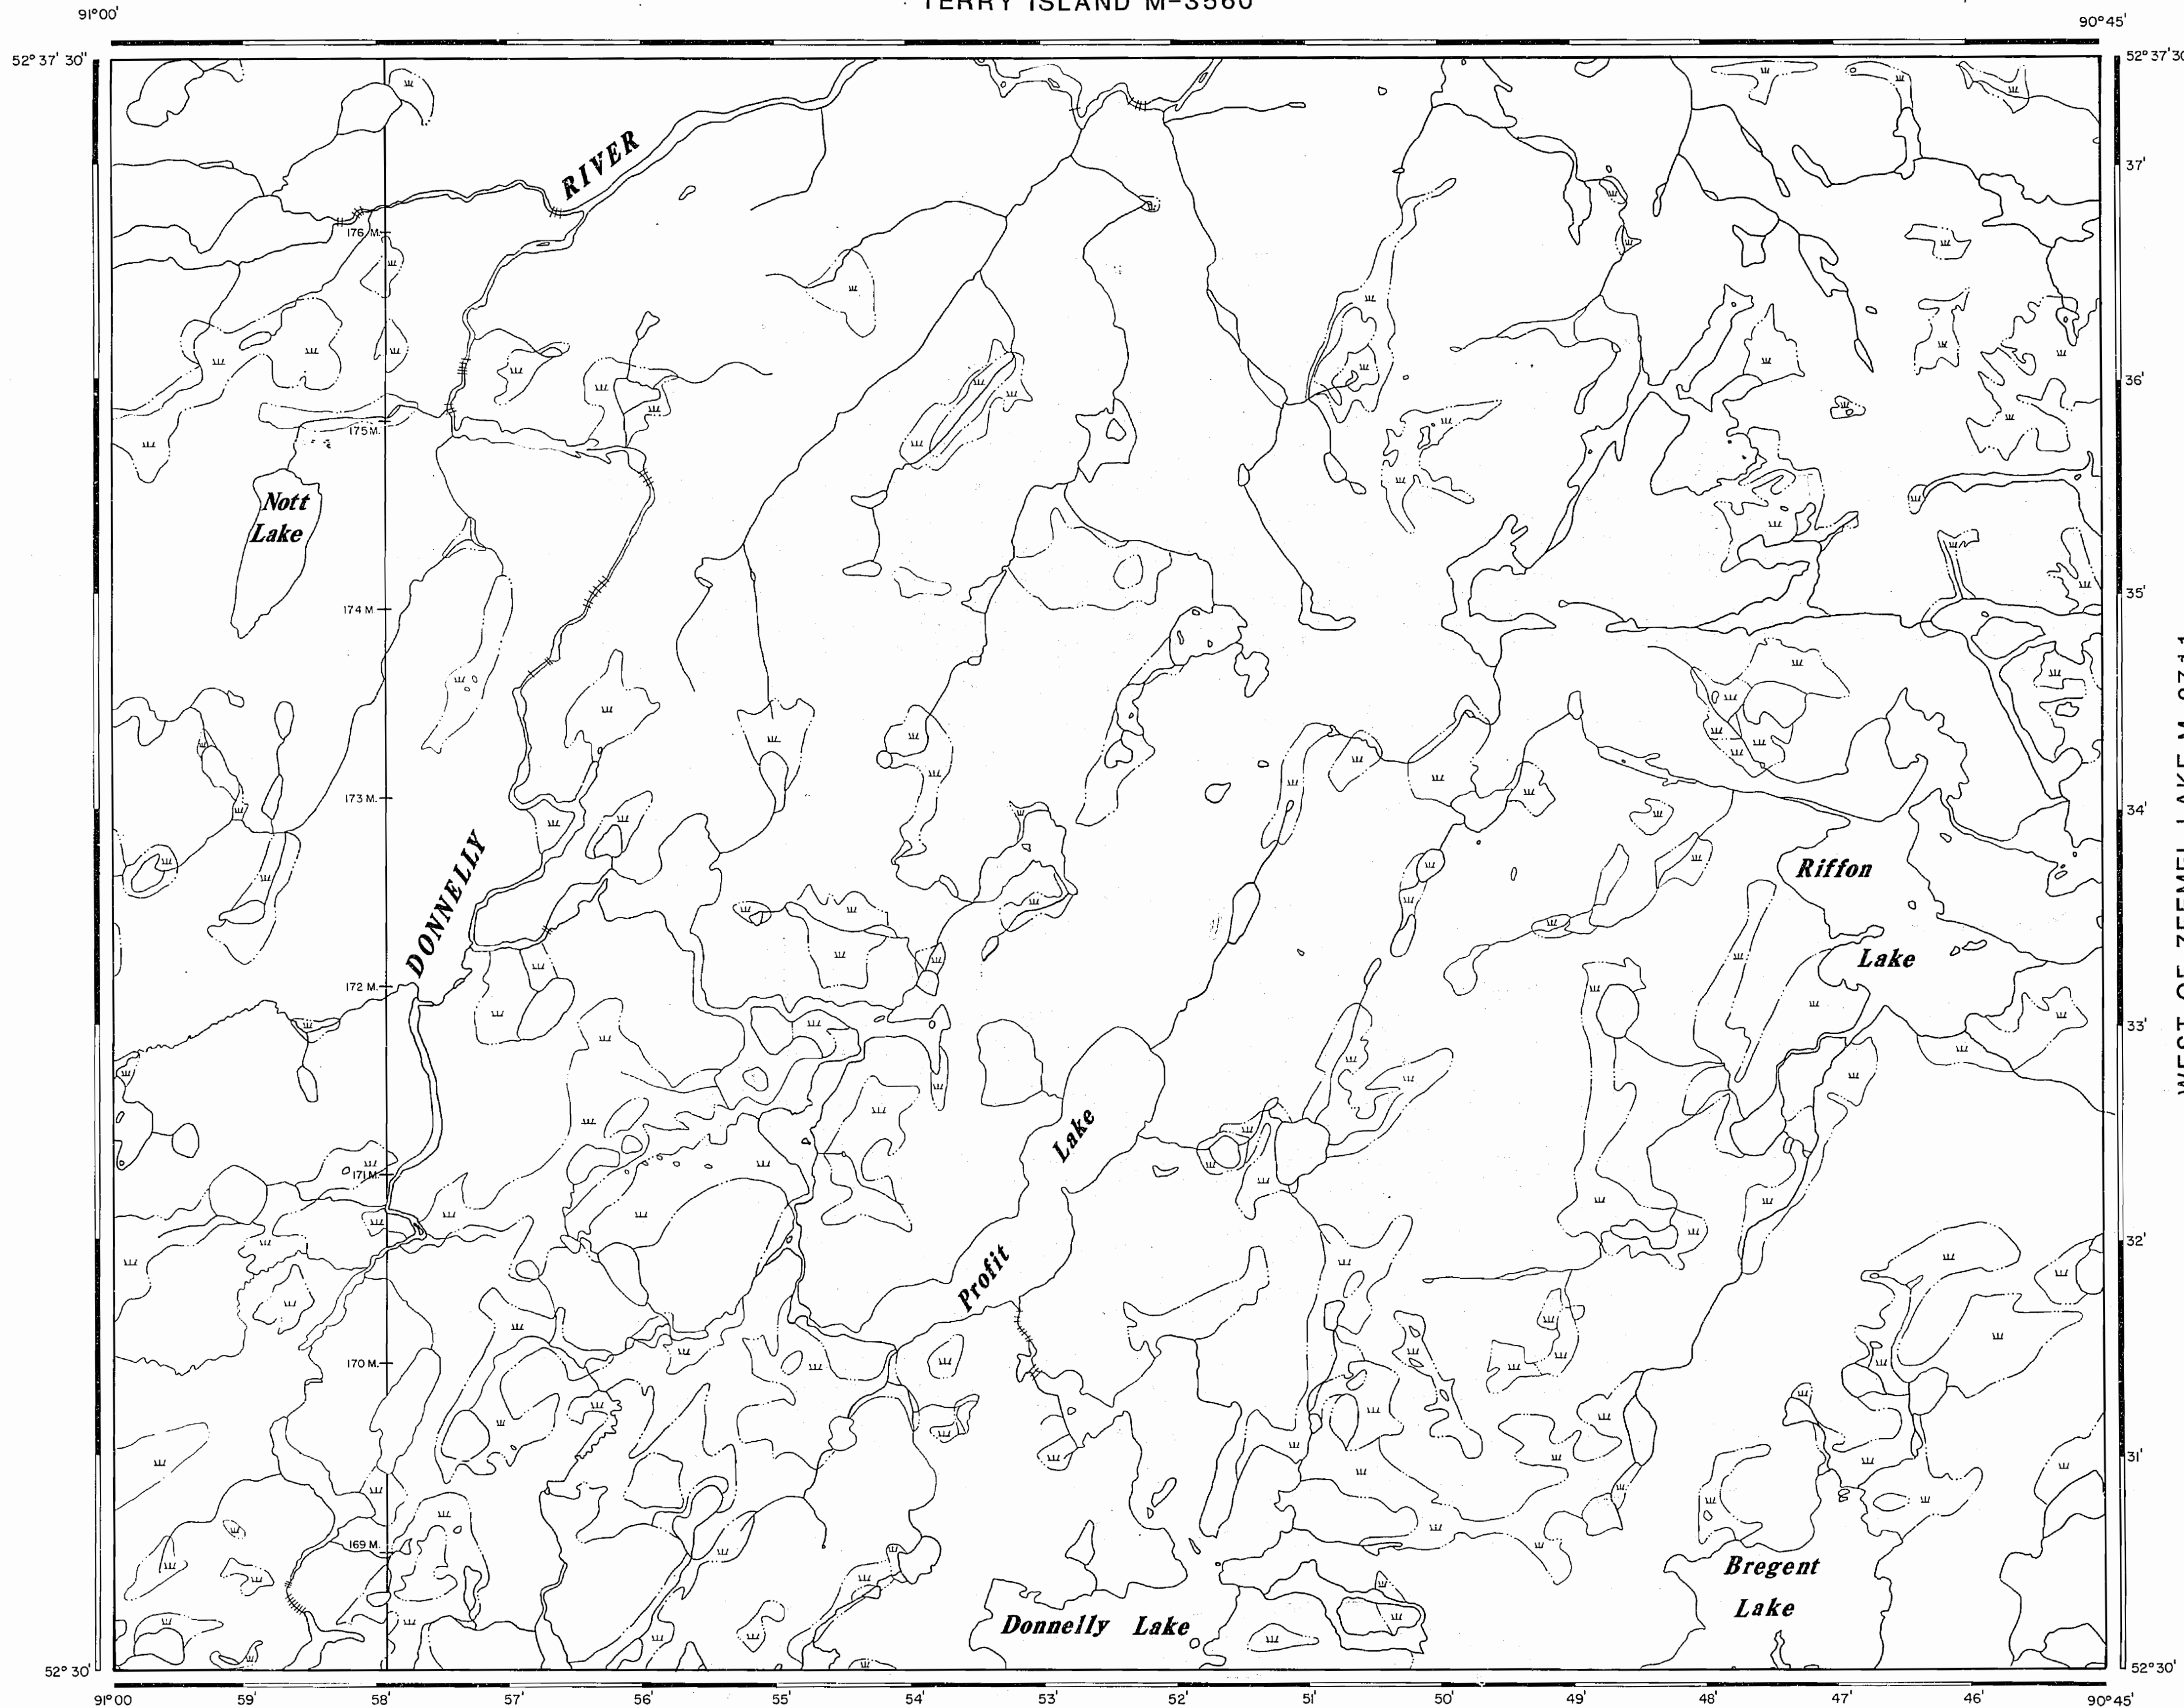 TERRY ISLAND M-3560
91°00'
90°45'
52°37'30"
52°37'30
RIVER
37'
176 M.
36'
175 M.
Nott
Lake
174 M
35'
173 M.
34'
DONNELLY
Riffon
Lake
172 M.
33'
Lake
171 M.
Profit
32'
170 M.
31'
169 M.
Bregent
Lake
Donnelly Lake
52°30'
52°30'
91°00
59'
58'
57'
56'
55'
54'
53'
52'
51'
50'
49'
48'
47'
46'
90°45'